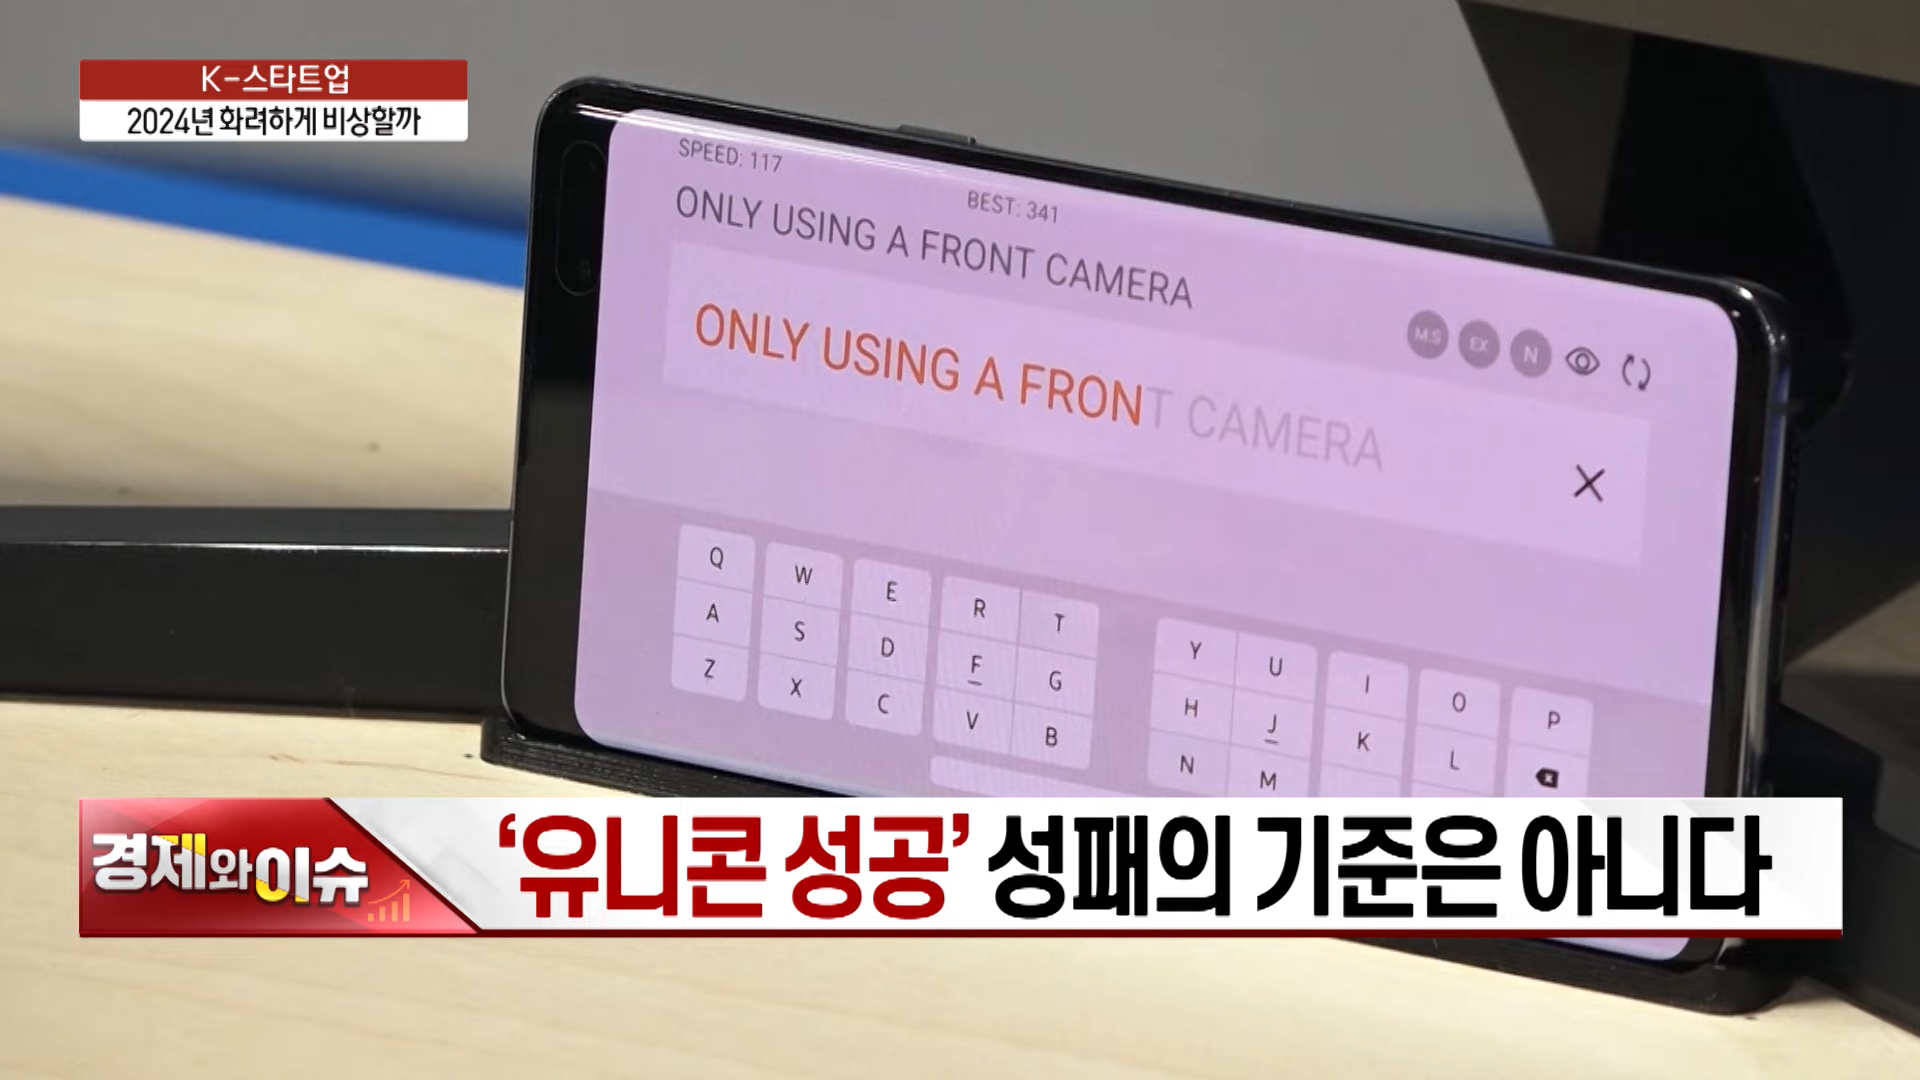 K-스타트업
2024년 화려하게 비상할까
SPEED: 117
BEST: 341
ONLY USING A FRONT CAMERA
M:S EX N
ONLY USING A FRONT CAMERA
Q W E R T Y U I O P
A S D F G H J K L
Z X C V B N M
경제와이슈
‘유니콘 성공’ 성패의 기준은 아니다